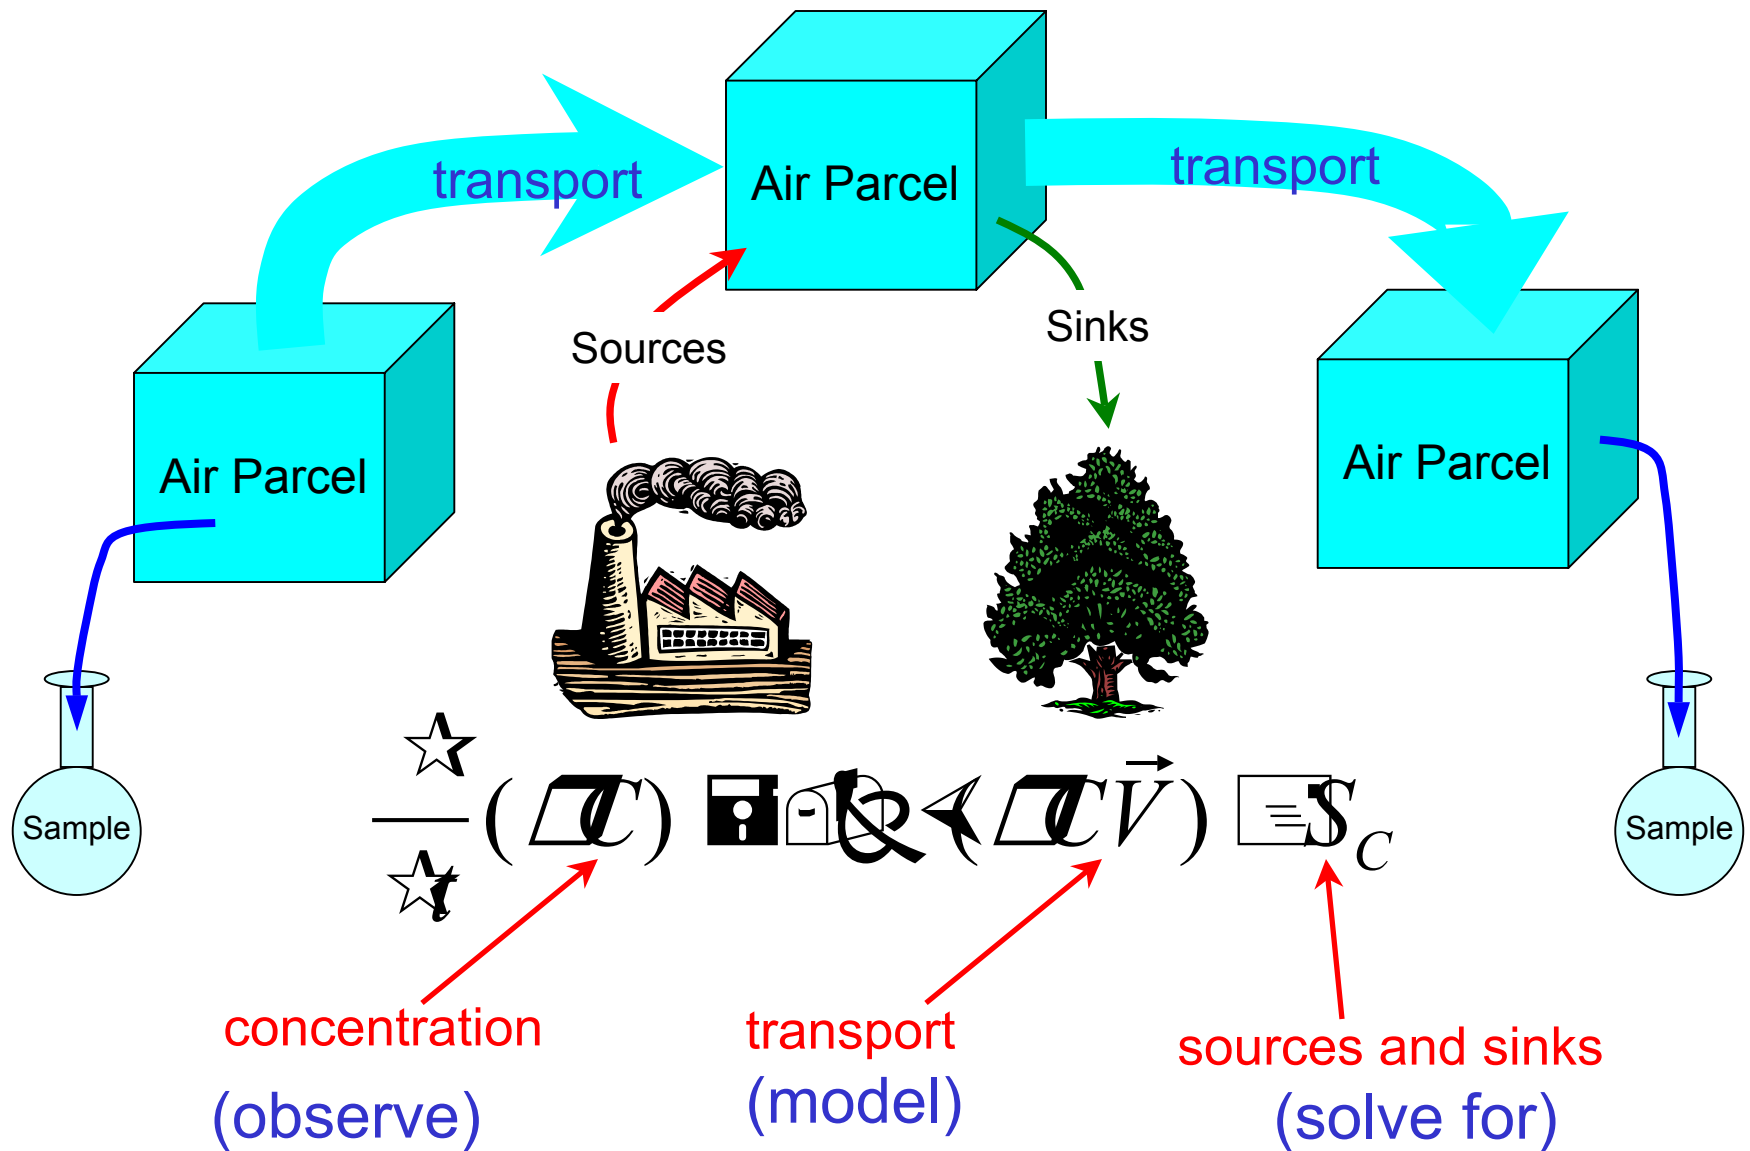 transport
Air Parcel
transport
Sources
Sinks
Air Parcel
Air Parcel
Sample
Sample
t
( C )
( C V )
S C
concentration
(observe)
transport
(model)
sources and sinks
(solve for)